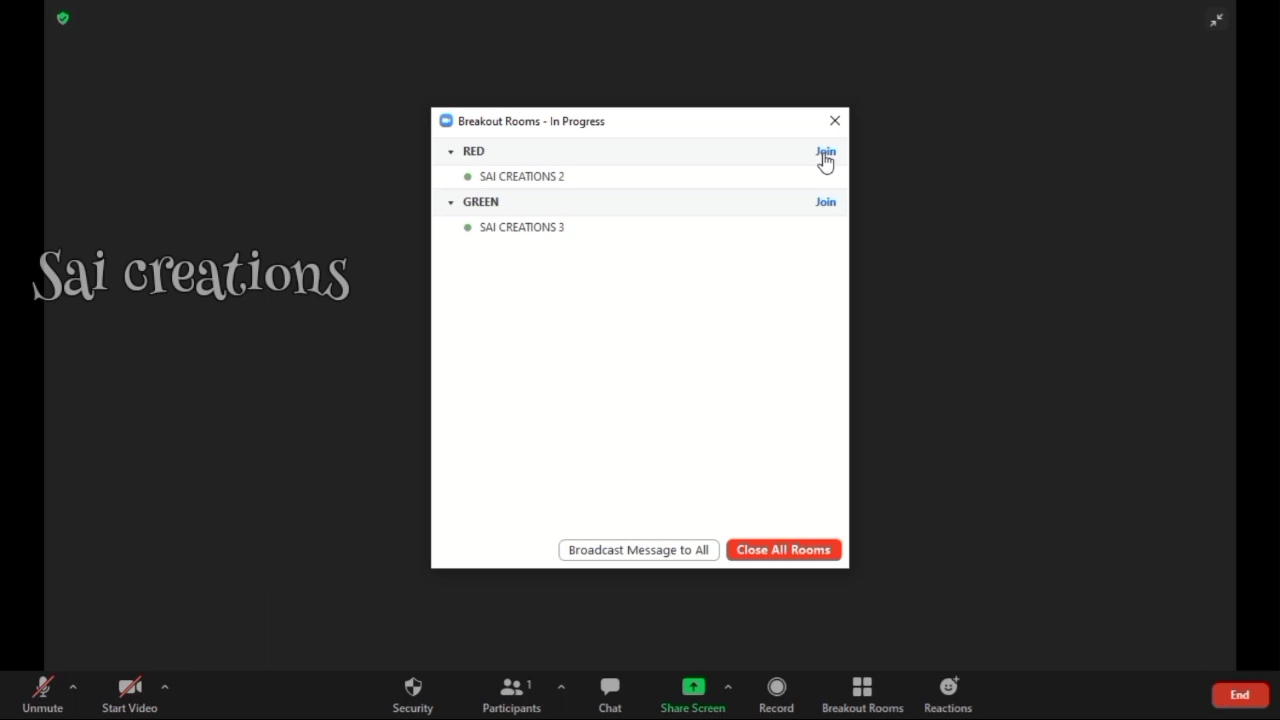 Breakout Rooms - In Progress
RED Join
SAI CREATIONS 2
GREEN Join
SAI CREATIONS 3
Sai creations
Broadcast Message to All Close All Rooms
1
Unmute Start Video Security Participants Chat Share Screen Record Breakout Rooms Reactions End